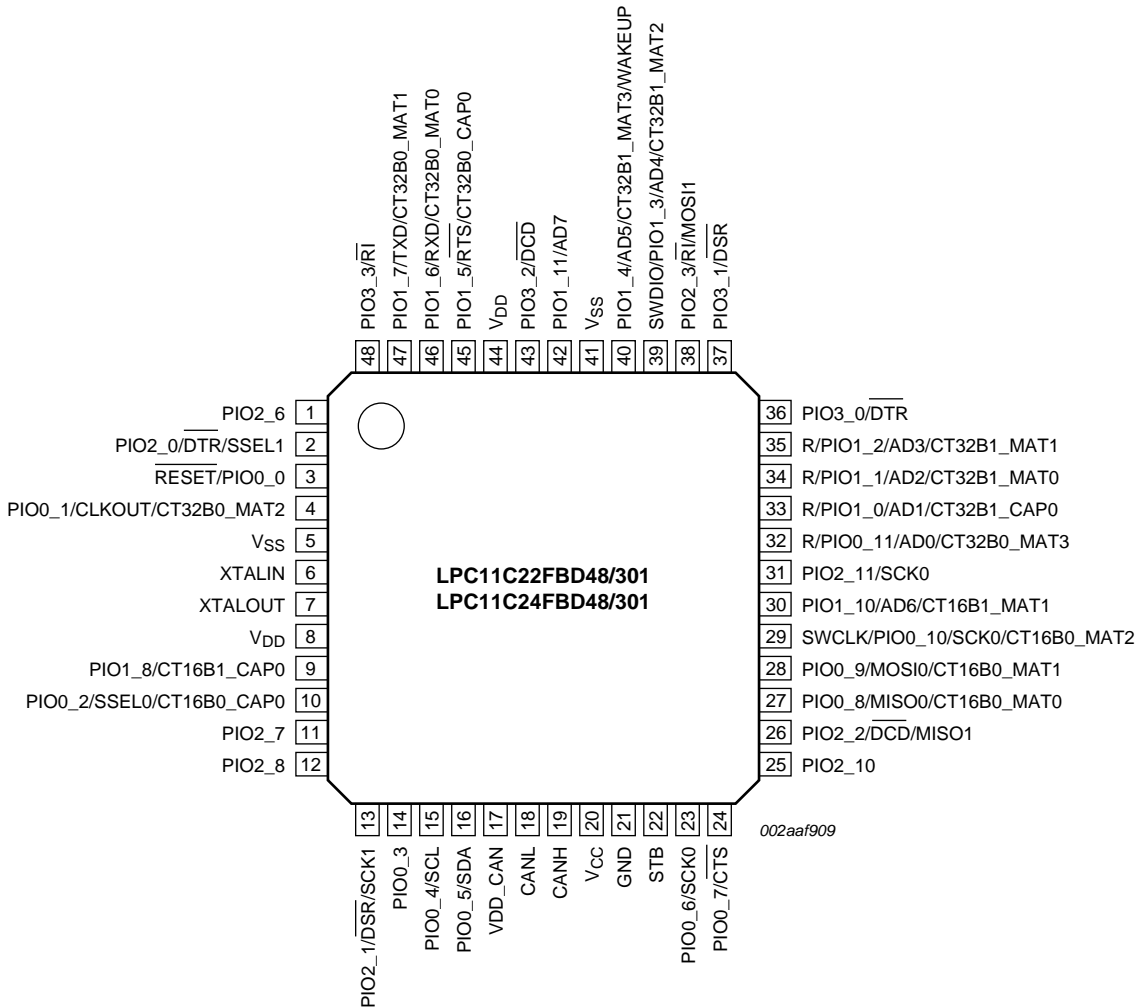 PIO3_3/RI
PIO1_7/TXD/CT32B0_MAT1
PIO1_6/RXD/CT32B0_MAT0
PIO1_5/RTS/CT32B0_CAP0
VDD
PIO3_2/DCD
PIO1_11/AD7
VSS
PIO1_4/AD5/CT32B1_MAT3/WAKEUP
SWDIO/PIO1_3/AD4/CT32B1_MAT2
PIO2_3/RI/MOSI1
PIO3_1/DSR
48
47
46
45
44
43
42
41
40
39
38
37
PIO2_6 1
PIO2_0/DTR/SSEL1 2
RESET/PIO0_0 3
PIO0_1/CLKOUT/CT32B0_MAT2 4
VSS 5
XTALIN 6
XTALOUT 7
VDD 8
PIO1_8/CT16B1_CAP0 9
PIO0_2/SSEL0/CT16B0_CAP0 10
PIO2_7 11
PIO2_8 12
LPC11C22FBD48/301
LPC11C24FBD48/301
36 PIO3_0/DTR
35 R/PIO1_2/AD3/CT32B1_MAT1
34 R/PIO1_1/AD2/CT32B1_MAT0
33 R/PIO1_0/AD1/CT32B1_CAP0
32 R/PIO0_11/AD0/CT32B0_MAT3
31 PIO2_11/SCK0
30 PIO1_10/AD6/CT16B1_MAT1
29 SWCLK/PIO0_10/SCK0/CT16B0_MAT2
28 PIO0_9/MOSI0/CT16B0_MAT1
27 PIO0_8/MISO0/CT16B0_MAT0
26 PIO2_2/DCD/MISO1
25 PIO2_10
13
14
15
16
17
18
19
20
21
22
23
24
PIO2_1/DSR/SCK1
PIO0_3
PIO0_4/SCL
PIO0_5/SDA
VDD_CAN
CANL
CANH
VCC
GND
STB
PIO0_6/SCK0
PIO0_7/CTS
002aaf909